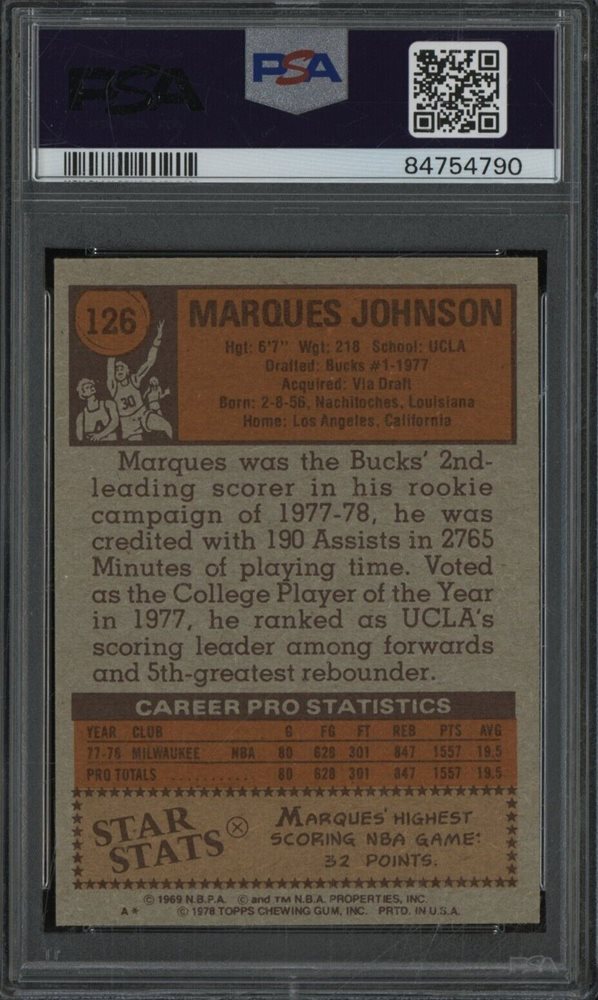 PSA
PSA
84754790
126
MARQUES JOHNSON
Hgt: 6'7" Wgt: 218 School: UCLA
Drafted: Bucks #1-1977
Acquired: Via Draft
Born: 2-8-56, Nachitoches, Louisiana
Home: Los Angeles, California
30
Marques was the Bucks' 2nd-
leading scorer in his rookie
campaign of 1977-78, he was
credited with 190 Assists in 2765
Minutes of playing time. Voted
as the College Player of the Year
in 1977, he ranked as UCLA's
scoring leader among forwards
and 5th-greatest rebounder.
CAREER PRO STATISTICS
YEAR CLUB G FG FT REB PTS AVG
77-78 MILWAUKEE NBA 80 628 301 847 1557 19.5
PRO TOTALS .......... 80 628 301 847 1557 19.5
STAR STATS
MARQUES' HIGHEST
SCORING NBA GAME:
32 POINTS.
© 1969 N.B.P.A. © and TM N.B.A. PROPERTIES, INC.
A* © 1978 TOPPS CHEWING GUM, INC. PRTD. IN U.S.A.
PSA